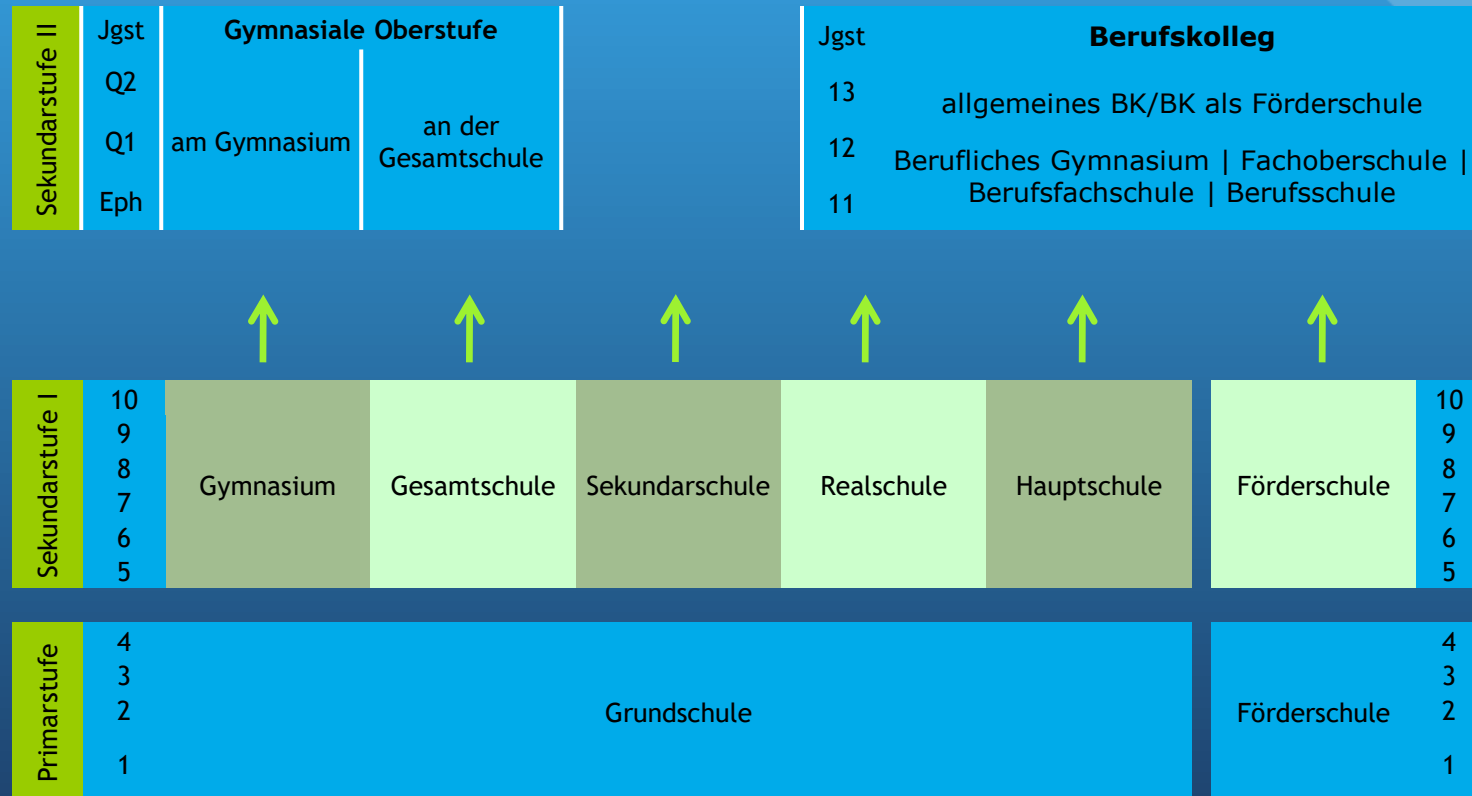 Sekundarstufe II
Jgst
Gymnasiale Oberstufe
Q2
Q1
Eph
am Gymnasium
an der
Gesamtschule
Jgst
Berufskolleg
13
12
11
allgemeines BK/BK als Förderschule
Berufliches Gymnasium | Fachoberschule |
Berufsfachschule | Berufsschule
Sekundarstufe I
10
9
8
7
6
5
Gymnasium
Gesamtschule
Sekundarschule
Realschule
Hauptschule
Förderschule
10
9
8
7
6
5
Primarstufe
4
3
2
1
Grundschule
Förderschule
4
3
2
1